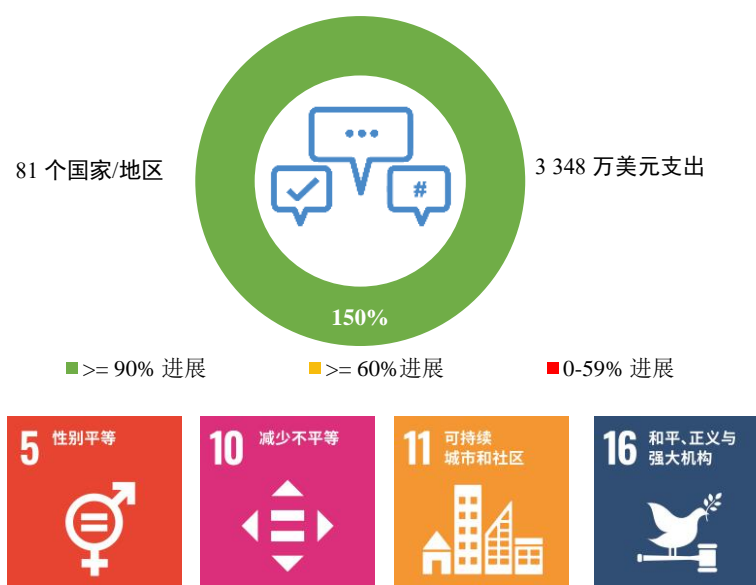 81 个国家/地区
3 348 万美元支出
#
150%
>= 90% 进展
>= 60%进展
0-59% 进展
5 性别平等
10 减少不平等
11 可持续
城市和社区
16 和平、正义与
强大机构